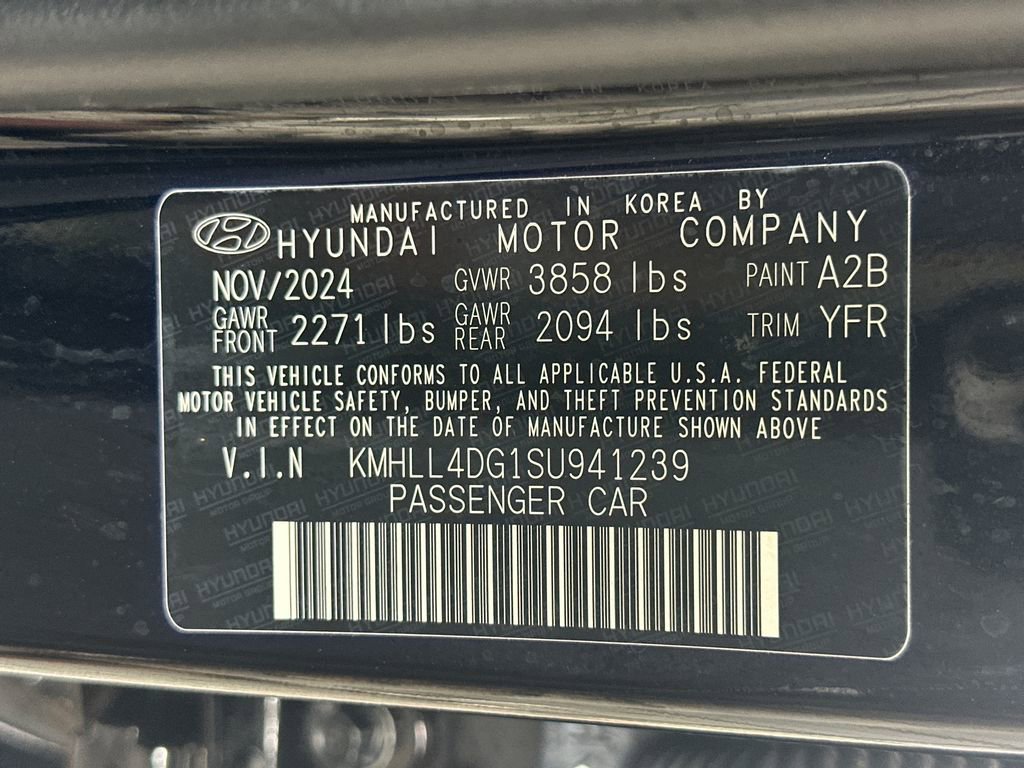 MANUFACTURED IN KOREA BY
HYUNDAI MOTOR COMPANY
NOV/2024 GVWR 3858 lbs PAINT A2B
GAWR FRONT 2271 lbs GAWR REAR 2094 lbs TRIM YFR
THIS VEHICLE CONFORMS TO ALL APPLICABLE U.S.A. FEDERAL
MOTOR VEHICLE SAFETY, BUMPER, AND THEFT PREVENTION STANDARDS
IN EFFECT ON THE DATE OF MANUFACTURE SHOWN ABOVE
V.I.N KMHLL4DG1SU941239
PASSENGER CAR